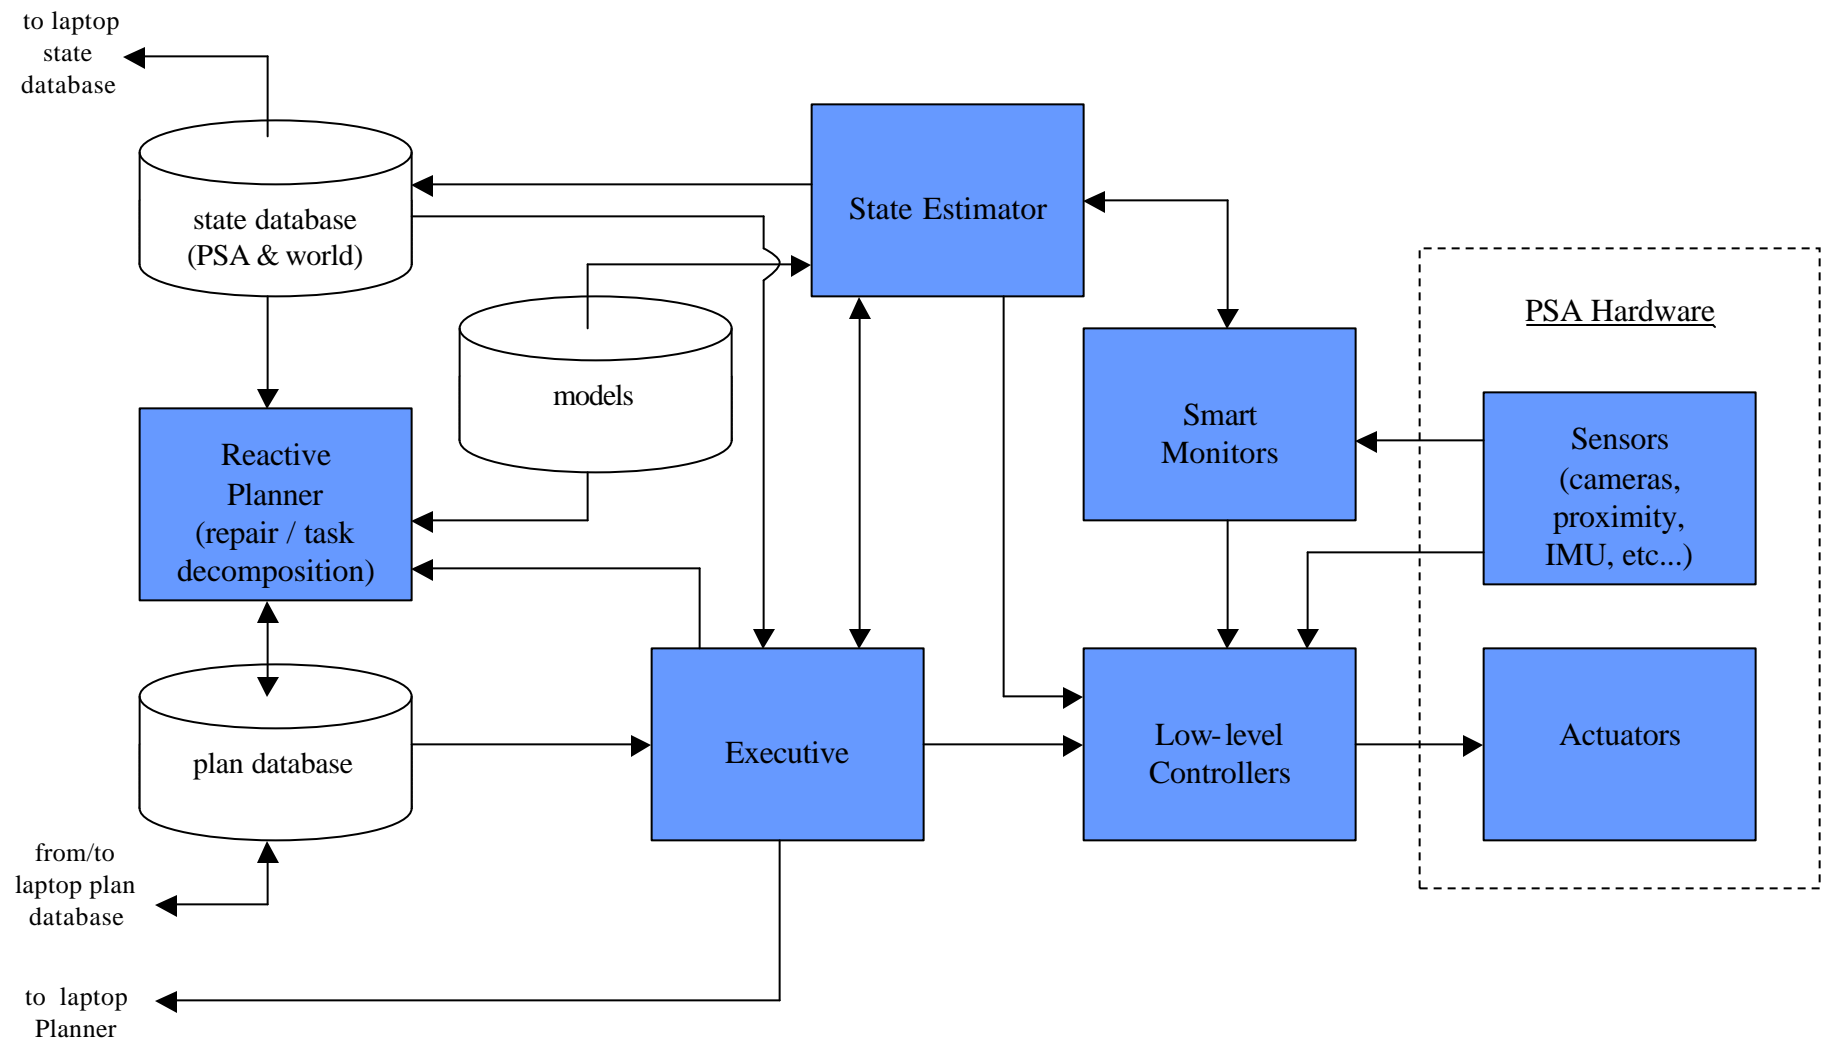 to laptop
state
database
state database
(PSA & world)
State Estimator
PSA Hardware
models
Smart
Monitors
Sensors
(cameras,
proximity,
IMU, etc...)
Reactive
Planner
(repair / task
decomposition)
plan database
Executive
Low-level
Controllers
Actuators
from/to
laptop plan
database
to laptop
Planner